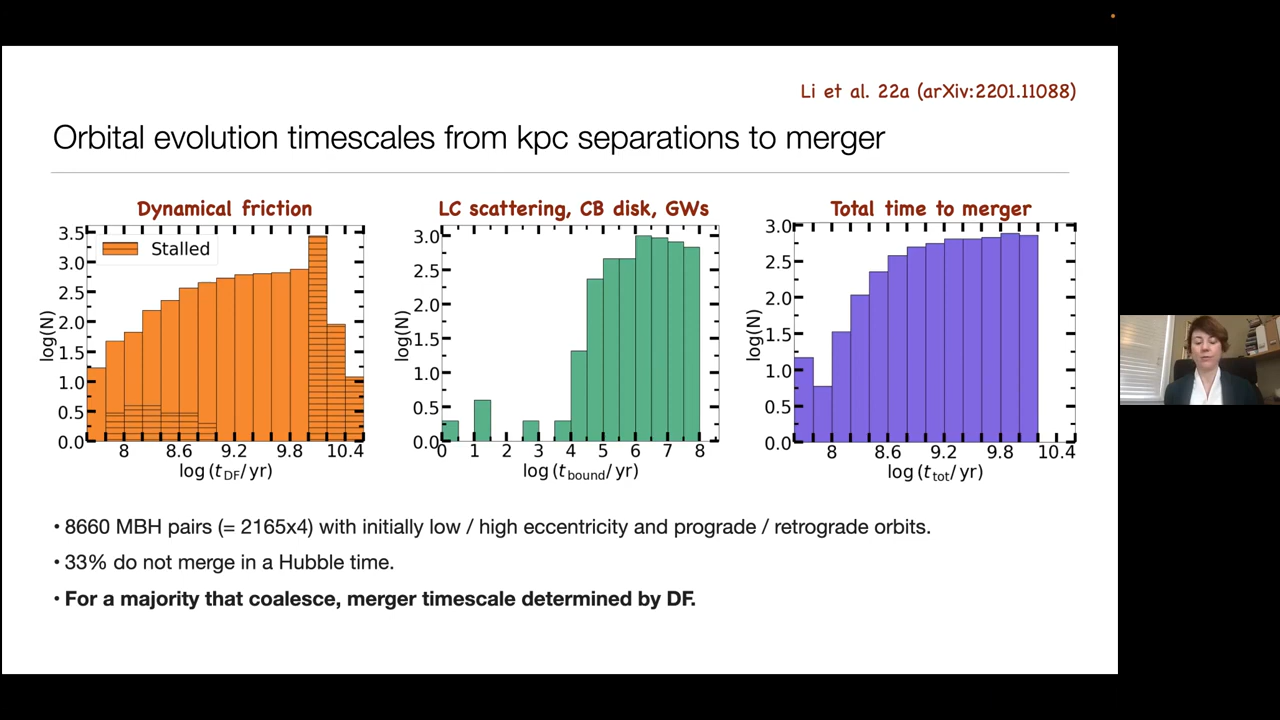 Li et al. 22a (arXiv:2201.11088)
Orbital evolution timescales from kpc separations to merger
Dynamical friction
Stalled
3.5
3.0
2.5
2.0
1.5
1.0
0.5
0.0
log(N)
8 8.6 9.2 9.8 10.4
log (t_DF/yr)
LC scattering, CB disk, GWs
3.0
2.5
2.0
1.5
1.0
0.5
0.0
log(N)
0 1 2 3 4 5 6 7 8
log (t_bound/yr)
Total time to merger
3.0
2.5
2.0
1.5
1.0
0.5
0.0
log(N)
8 8.6 9.2 9.8 10.4
log (t_tot/yr)
• 8660 MBH pairs (= 2165x4) with initially low / high eccentricity and prograde / retrograde orbits.
• 33% do not merge in a Hubble time.
• For a majority that coalesce, merger timescale determined by DF.